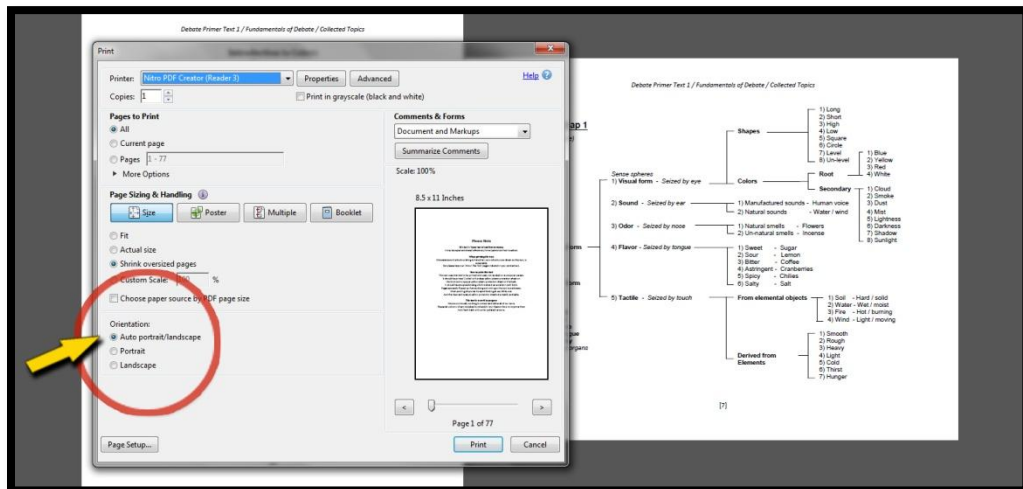 Debate Primer Text 1 / Fundamentals of Debate / Collected Topics
Print
Printer: Nitro PDF Creator (Reader 3) Properties Advanced Help
Copies: 1 Print in grayscale (black and white)
Pages to Print
All
Current page
Pages 1 - 77
More Options
Page Sizing & Handling
Size Poster Multiple Booklet
Fit
Actual size
Shrink oversized pages
Custom Scale: %
Choose paper source by PDF page size
Orientation:
Auto portrait/landscape
Portrait
Landscape
Page Setup...
Comments & Forms
Document and Markups
Summarize Comments
Scale: 100%
8.5 x 11 Inches
Please Note
< >
Page 1 of 77
Print Cancel
Debate Primer Text 1 / Fundamentals of Debate / Collected Topics
ap 1
Sense spheres
1) Visual form - Seized by eye
Shapes
1) Long
2) Short
3) High
4) Low
5) Square
6) Circle
7) Level
8) Un-level
Colors
Root
1) Blue
2) Yellow
3) Red
4) White
Secondary
1) Cloud
2) Smoke
3) Dust
4) Mist
5) Lightness
6) Darkness
7) Shadow
8) Sunlight
2) Sound - Seized by ear
1) Manufactured sounds - Human voice
2) Natural sounds - Water / wind
3) Odor - Seized by nose
1) Natural smells - Flowers
2) Un-natural smells - Incense
orm
4) Flavor - Seized by tongue
1) Sweet - Sugar
2) Sour - Lemon
3) Bitter - Coffee
4) Astringent - Cranberries
5) Spicy - Chilies
6) Salty - Salt
5) Tactile - Seized by touch
From elemental objects
1) Soil - Hard / solid
2) Water - Wet / moist
3) Fire - Hot / burning
4) Wind - Light / moving
Derived from
Elements
1) Smooth
2) Rough
3) Heavy
4) Light
5) Cold
6) Thirst
7) Hunger
gue
organs
[7]